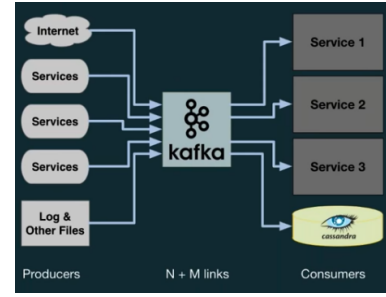 Internet
Services
Services
Services
Log &
Other Files
kafka
Service 1
Service 2
Service 3
cassandra
Producers
N + M links
Consumers